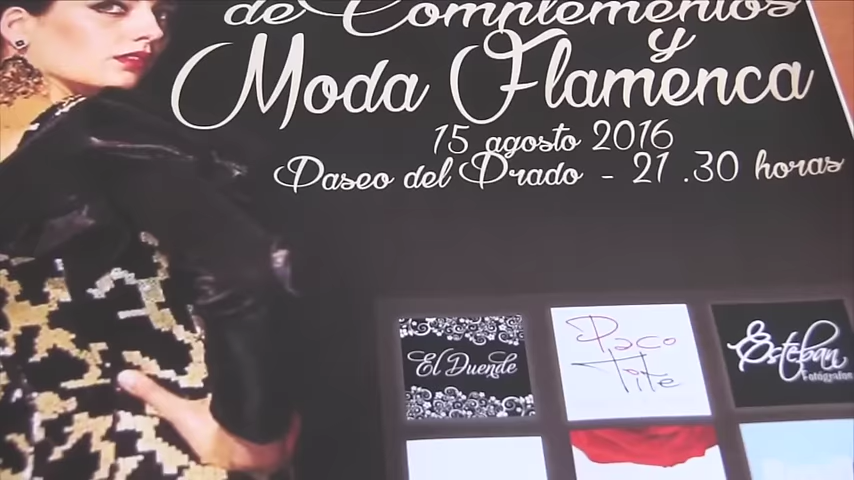 de Complementos
Moda y Flamenca
15 agosto 2016
Paseo del Prado - 21.30 horas
El Duende
Paco
Tite
Esteban
Fotógrafos